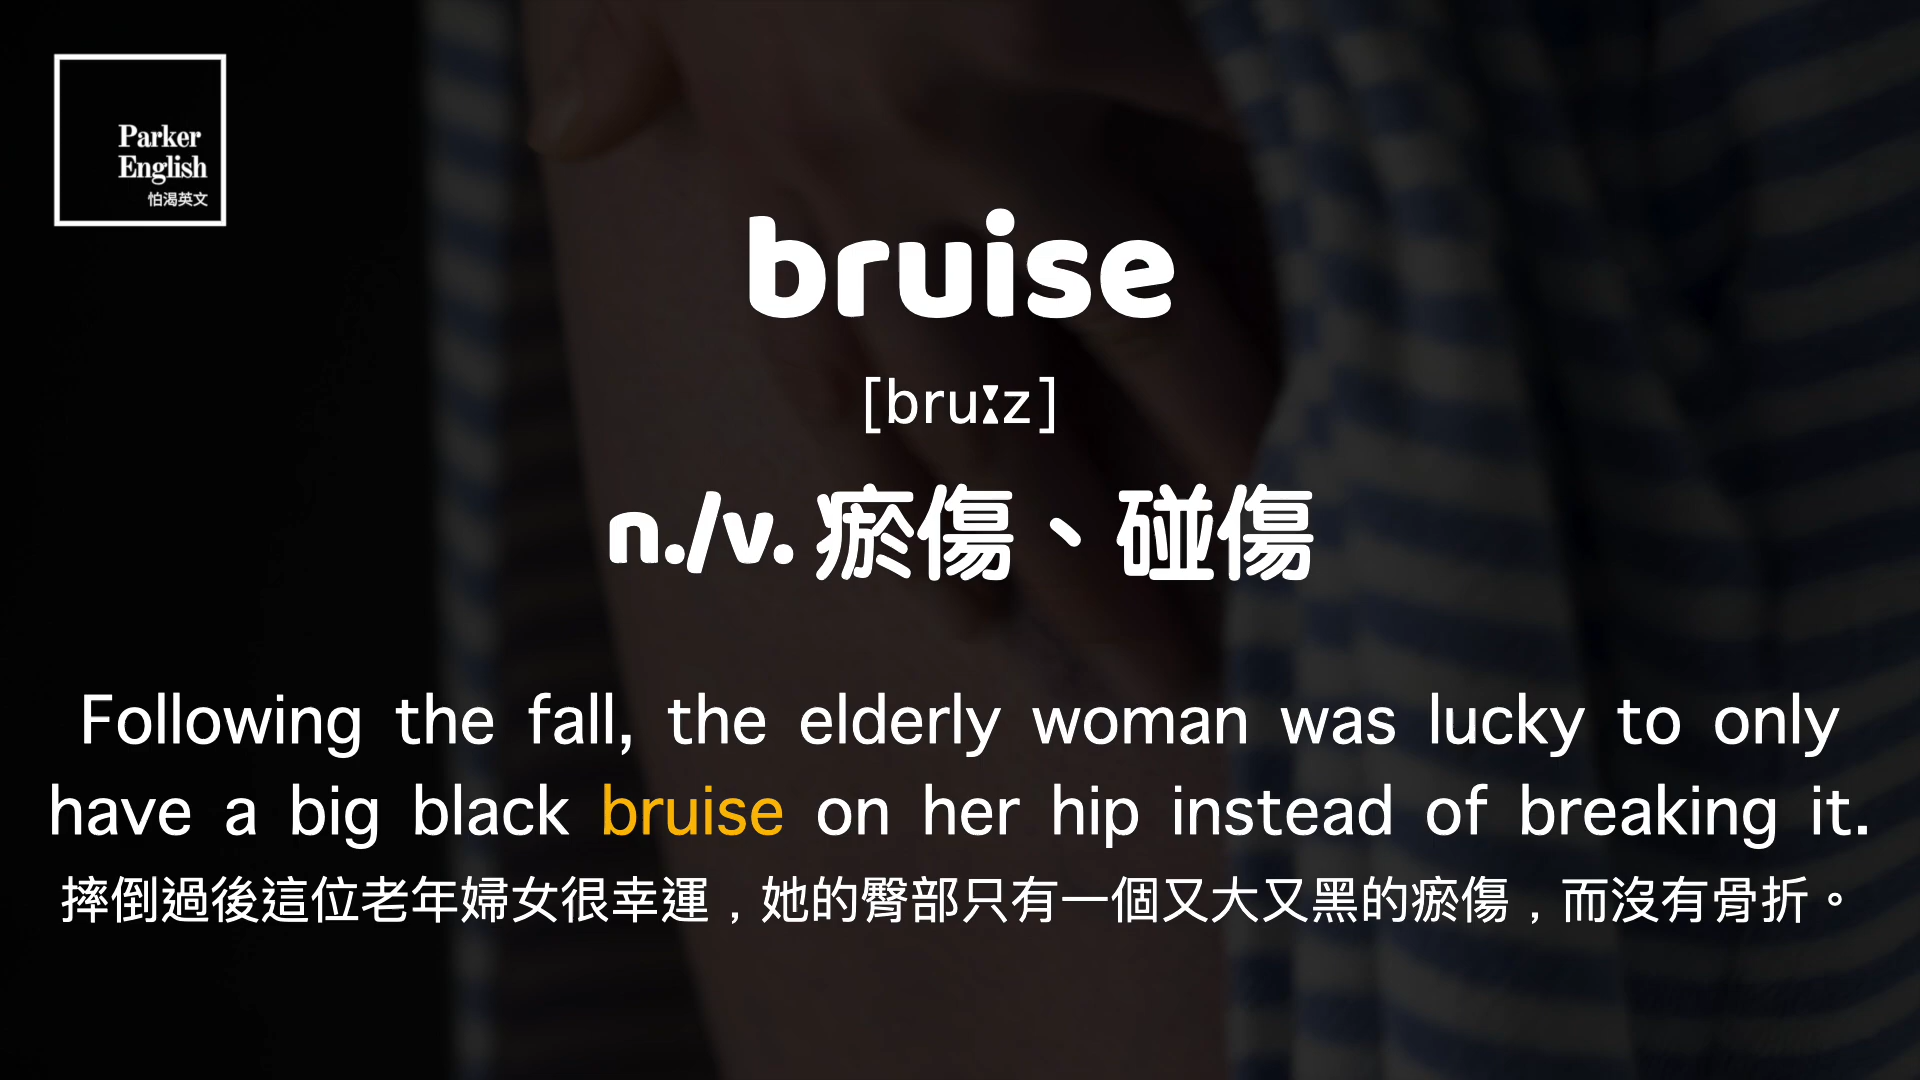 Parker
English
怕渴英文
bruise
[bruːz]
n./v. 瘀傷、碰傷
Following the fall, the elderly woman was lucky to only
have a big black bruise on her hip instead of breaking it.
摔倒過後這位老年婦女很幸運，她的臀部只有一個又大又黑的瘀傷，而沒有骨折。